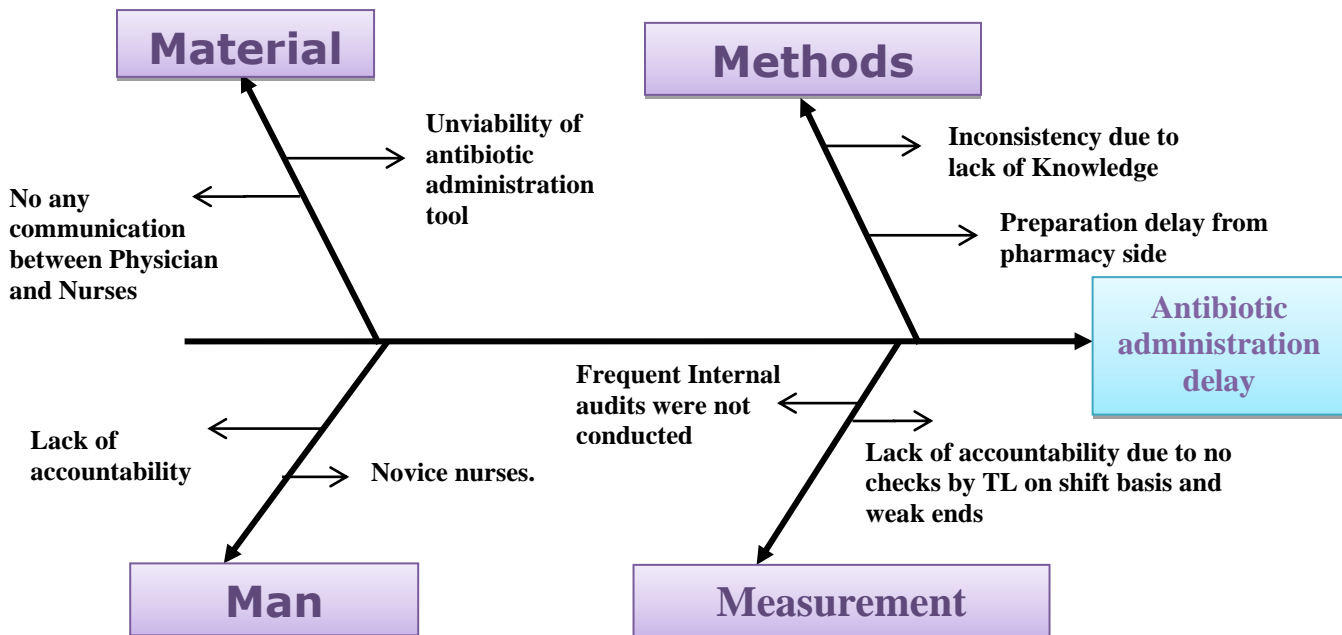 Material
Methods
Unviability of
antibiotic
administration
tool
Inconsistency due to
lack of Knowledge
No any
communication
between Physician
and Nurses
Preparation delay from
pharmacy side
Antibiotic
administration
delay
Frequent Internal
audits were not
conducted
Lack of
accountability
Novice nurses.
Lack of accountability due to no
checks by TL on shift basis and
weak ends
Man
Measurement